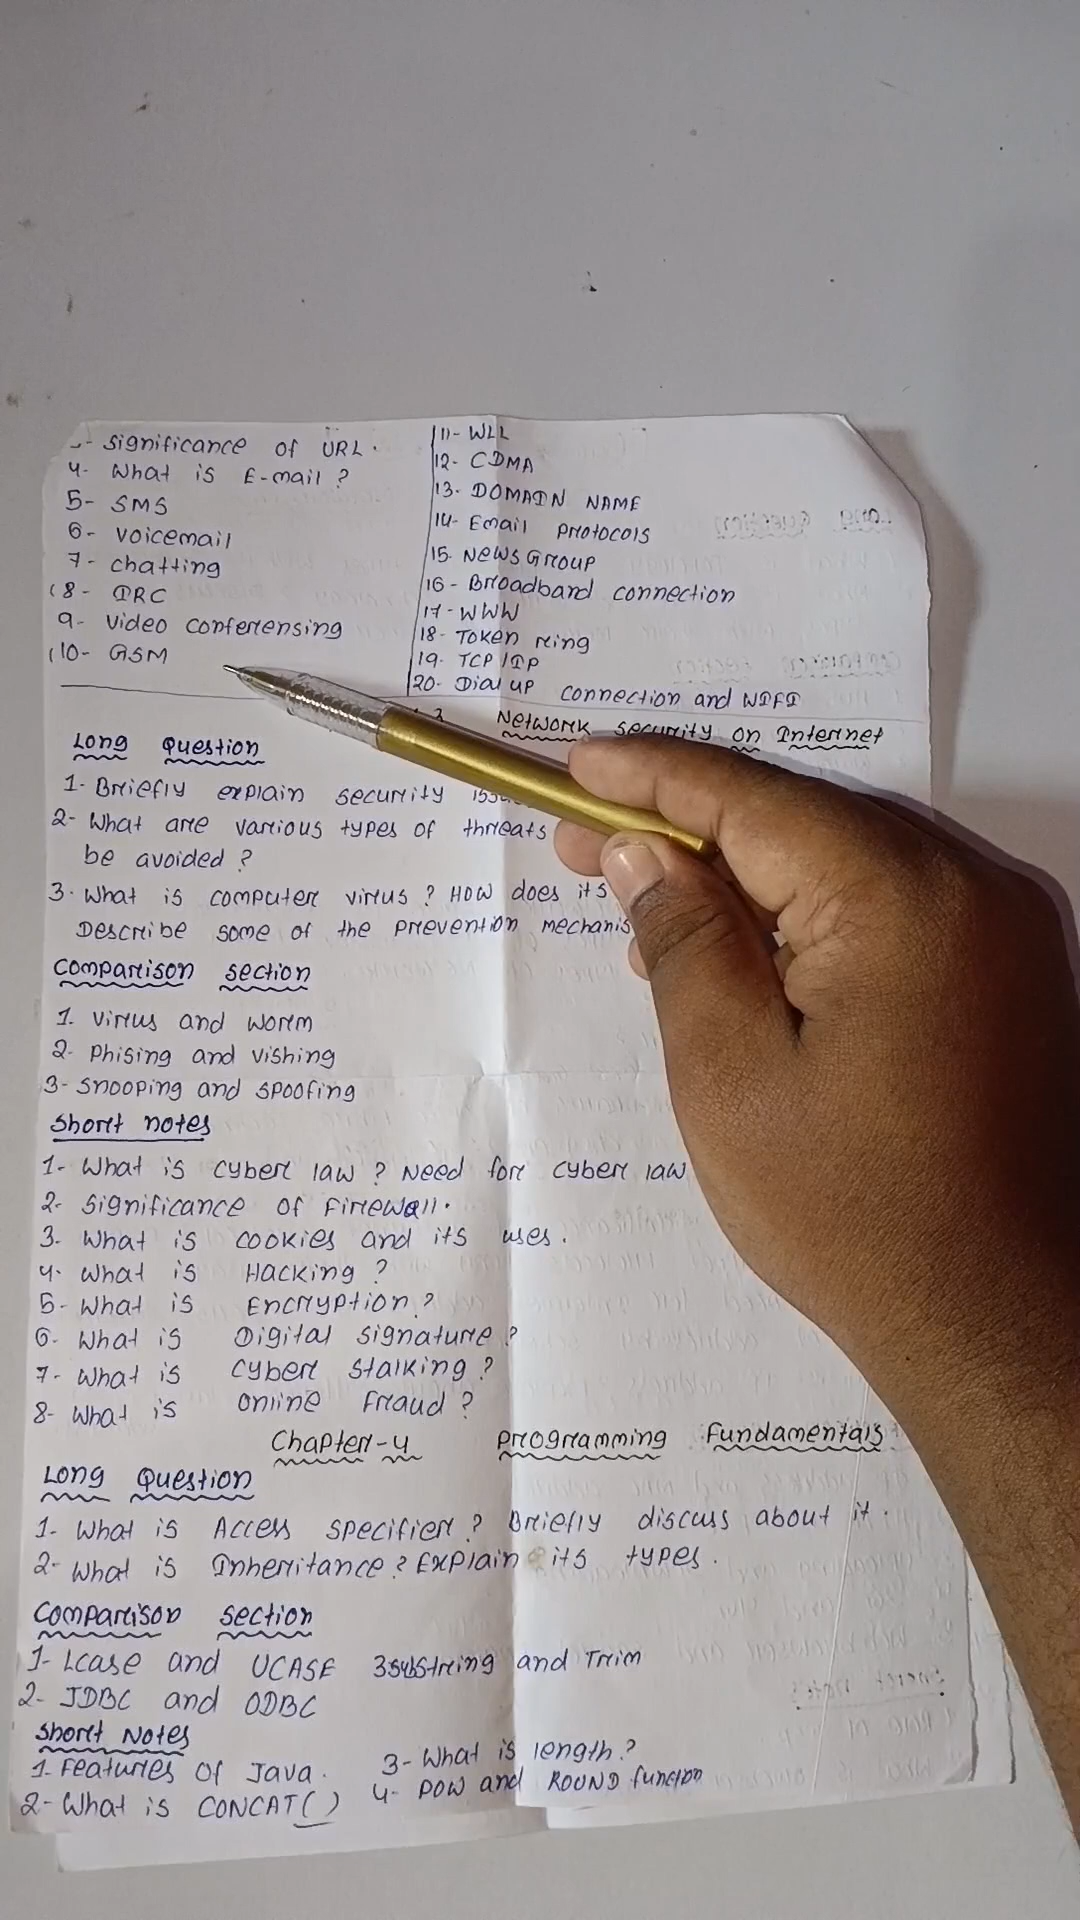 - Significance of URL.
4- What is E-mail ?
5- SMS
6- Voicemail
7- Chatting
8- IRC
9- Video conferensing
10- GSM
11- WLL
12- CDMA
13- DOMAIN NAME
14- Email Protocols
15- News Group
16- Broadband connection
17- WWW
18- Token ring
19- TCP/IP
20- Dial up connection and WIFI
3 Network security on Internet
Long Question
1- Briefly explain security
2- What are various types of threats
be avoided ?
3- What is computer virus ? How does its
Describe some of the prevention
Comparison section
1- Virus and Worm
2- Phising and vishing
3- Snooping and Spoofing
Short notes
1- What is cyber law ? Need for cyber law
2- Significance of Firewall.
3- What is cookies and its uses.
4- What is Hacking ?
5- What is Encryption ?
6- What is Digital signature ?
7- What is cyber stalking ?
8- What is online Fraud ?
Chapter-4 Programming Fundamentals
Long Question
1- What is Access specifier ? Briefly discuss about it.
2- What is Inheritance ? Explain its types.
Comparison section
1- Lcase and UCASE 3substring and Trim
2- JDBC and ODBC
Short Notes
1- Features of Java.
2- What is CONCAT()
3- What is length ?
4- POW and ROUND function